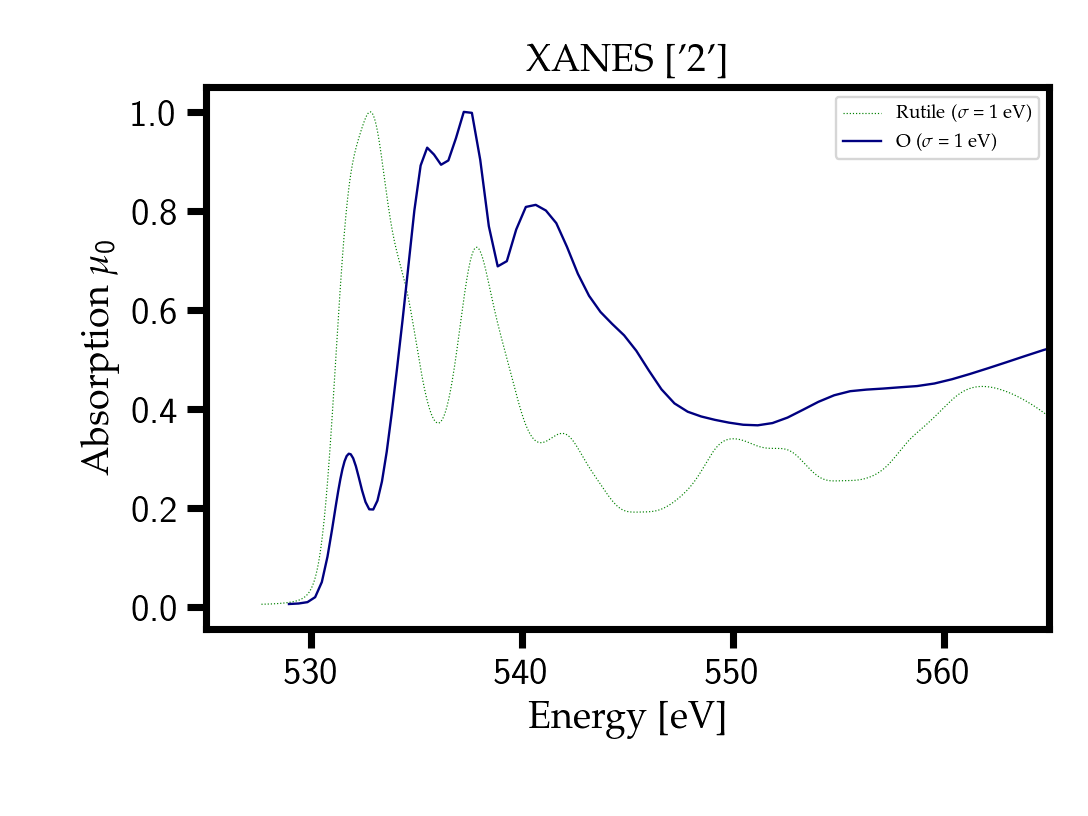 XANES ['2']
Rutile (σ = 1 eV)
O (σ = 1 eV)
Absorption μ₀
1.0
0.8
0.6
0.4
0.2
0.0
530 540 550 560
Energy [eV]